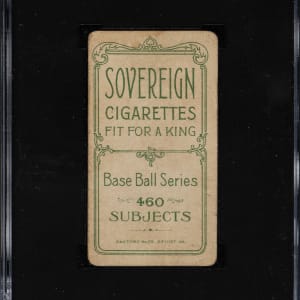 SOVEREIGN
CIGARETTES
FIT FOR A KING
Base Ball Series
460
SUBJECTS